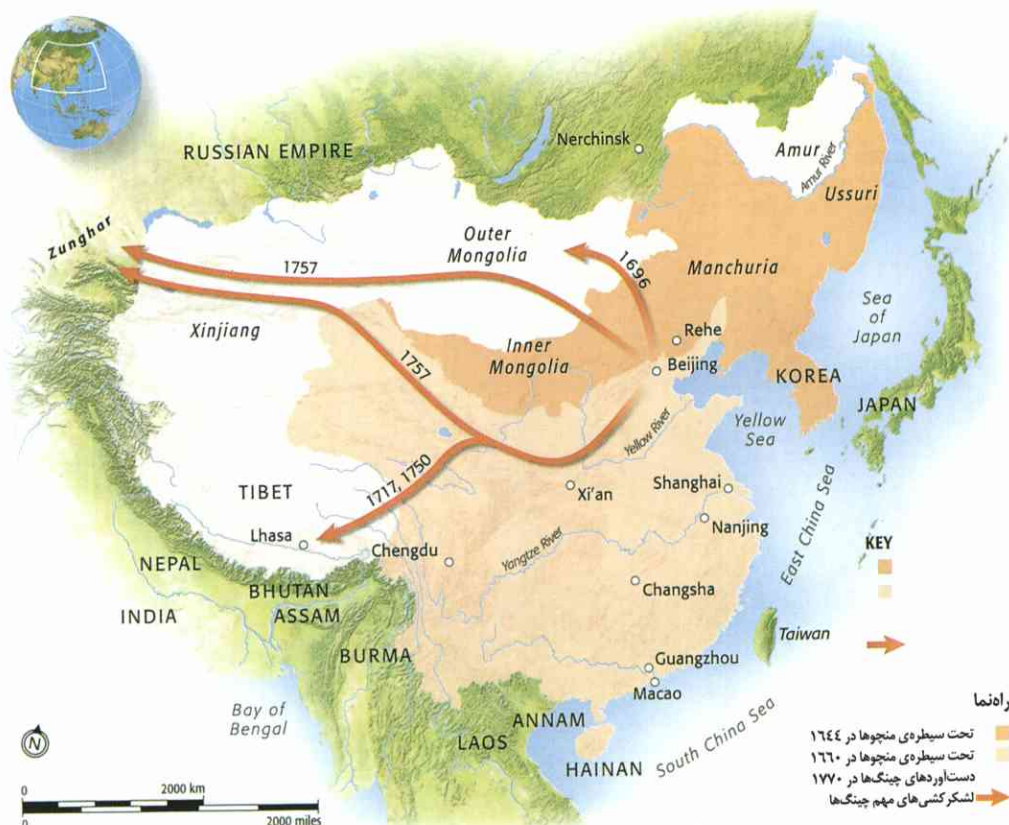 RUSSIAN EMPIRE
Nerchinsk
Amur
Amur River
Ussuri
Zunghar
Outer
Mongolia
1757
1696
Manchuria
Xinjiang
Sea
of
Japan
Rehe
Inner
Mongolia
Beijing
1757
KOREA
JAPAN
Yellow River
Yellow
Sea
1717, 1750
TIBET
Xi'an
Shanghai
Lhasa
Chengdu
Yangtze River
Nanjing
East China Sea
KEY
NEPAL
BHUTAN
ASSAM
Changsha
INDIA
Taiwan
BURMA
Guangzhou
Macao
Bay of
Bengal
ANNAM
LAOS
HAINAN
South China Sea
N
0 2000 km
0 2000 miles
راه‌نما
تحت سیطره‌ی منچوها در ١٦٤٤
تحت سیطره‌ی منچوها در ١٦٦٠
دست‌آوردهای چینگ‌ها در ١٧٧٠
لشکرکشی‌های مهم چینگ‌ها